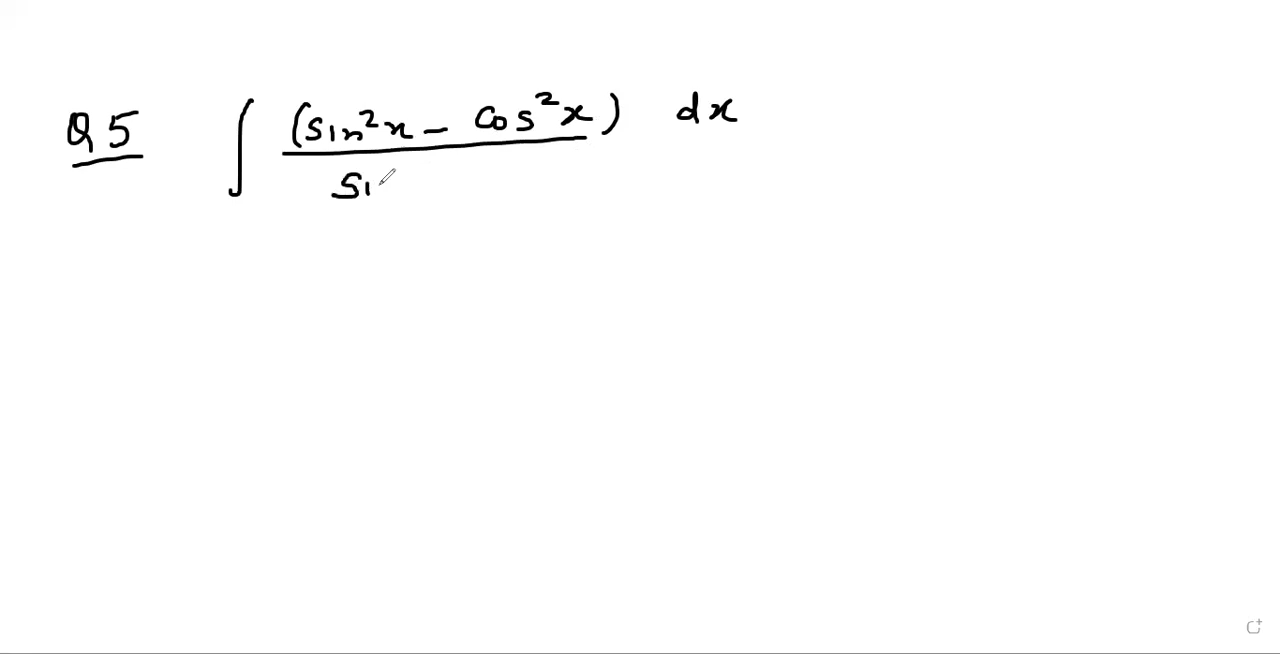 Q5 ∫ (sin²x - cos²x) dx
si